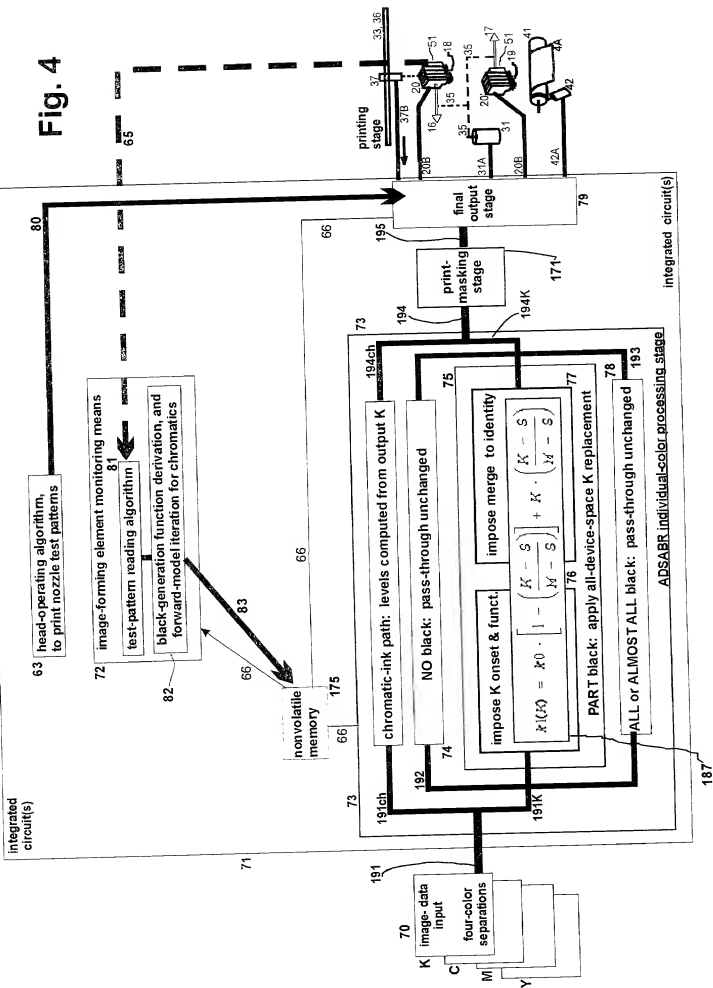 Fig. 4
integrated
circuit(s)
71
63
head-operating algorithm,
to print nozzle test patterns
80
65
72
image-forming element monitoring means
81
test-pattern reading algorithm
black-generation function derivation, and
forward-model iteration for chromatics
82
83
66
66
66
66
66
nonvolatile
memory
175
printing
stage
33, 36
37
37B
20
51
18
16
35
20B
35
31
31A
35
17
51
19
20'
20B
41
4A
42
42A
final
output
stage
79
195
print-
masking
stage
171
194
194K
integrated circuit(s)
73
73
194ch
chromatic-ink path: levels computed from output K
NO black: pass-through unchanged
74
75
193
impose K onset & funct.
impose merge to identity
77
k1(K) = k0 · [1 − (K − S / M − S)] + K · (K − S / M − S)
76
PART black: apply all-device-space K replacement
78
ALL or ALMOST ALL black: pass-through unchanged
ADSABR individual-color processing stage
187
191ch
192
191K
191
70
K
image- data
input
four-color
separations
C
M
Y